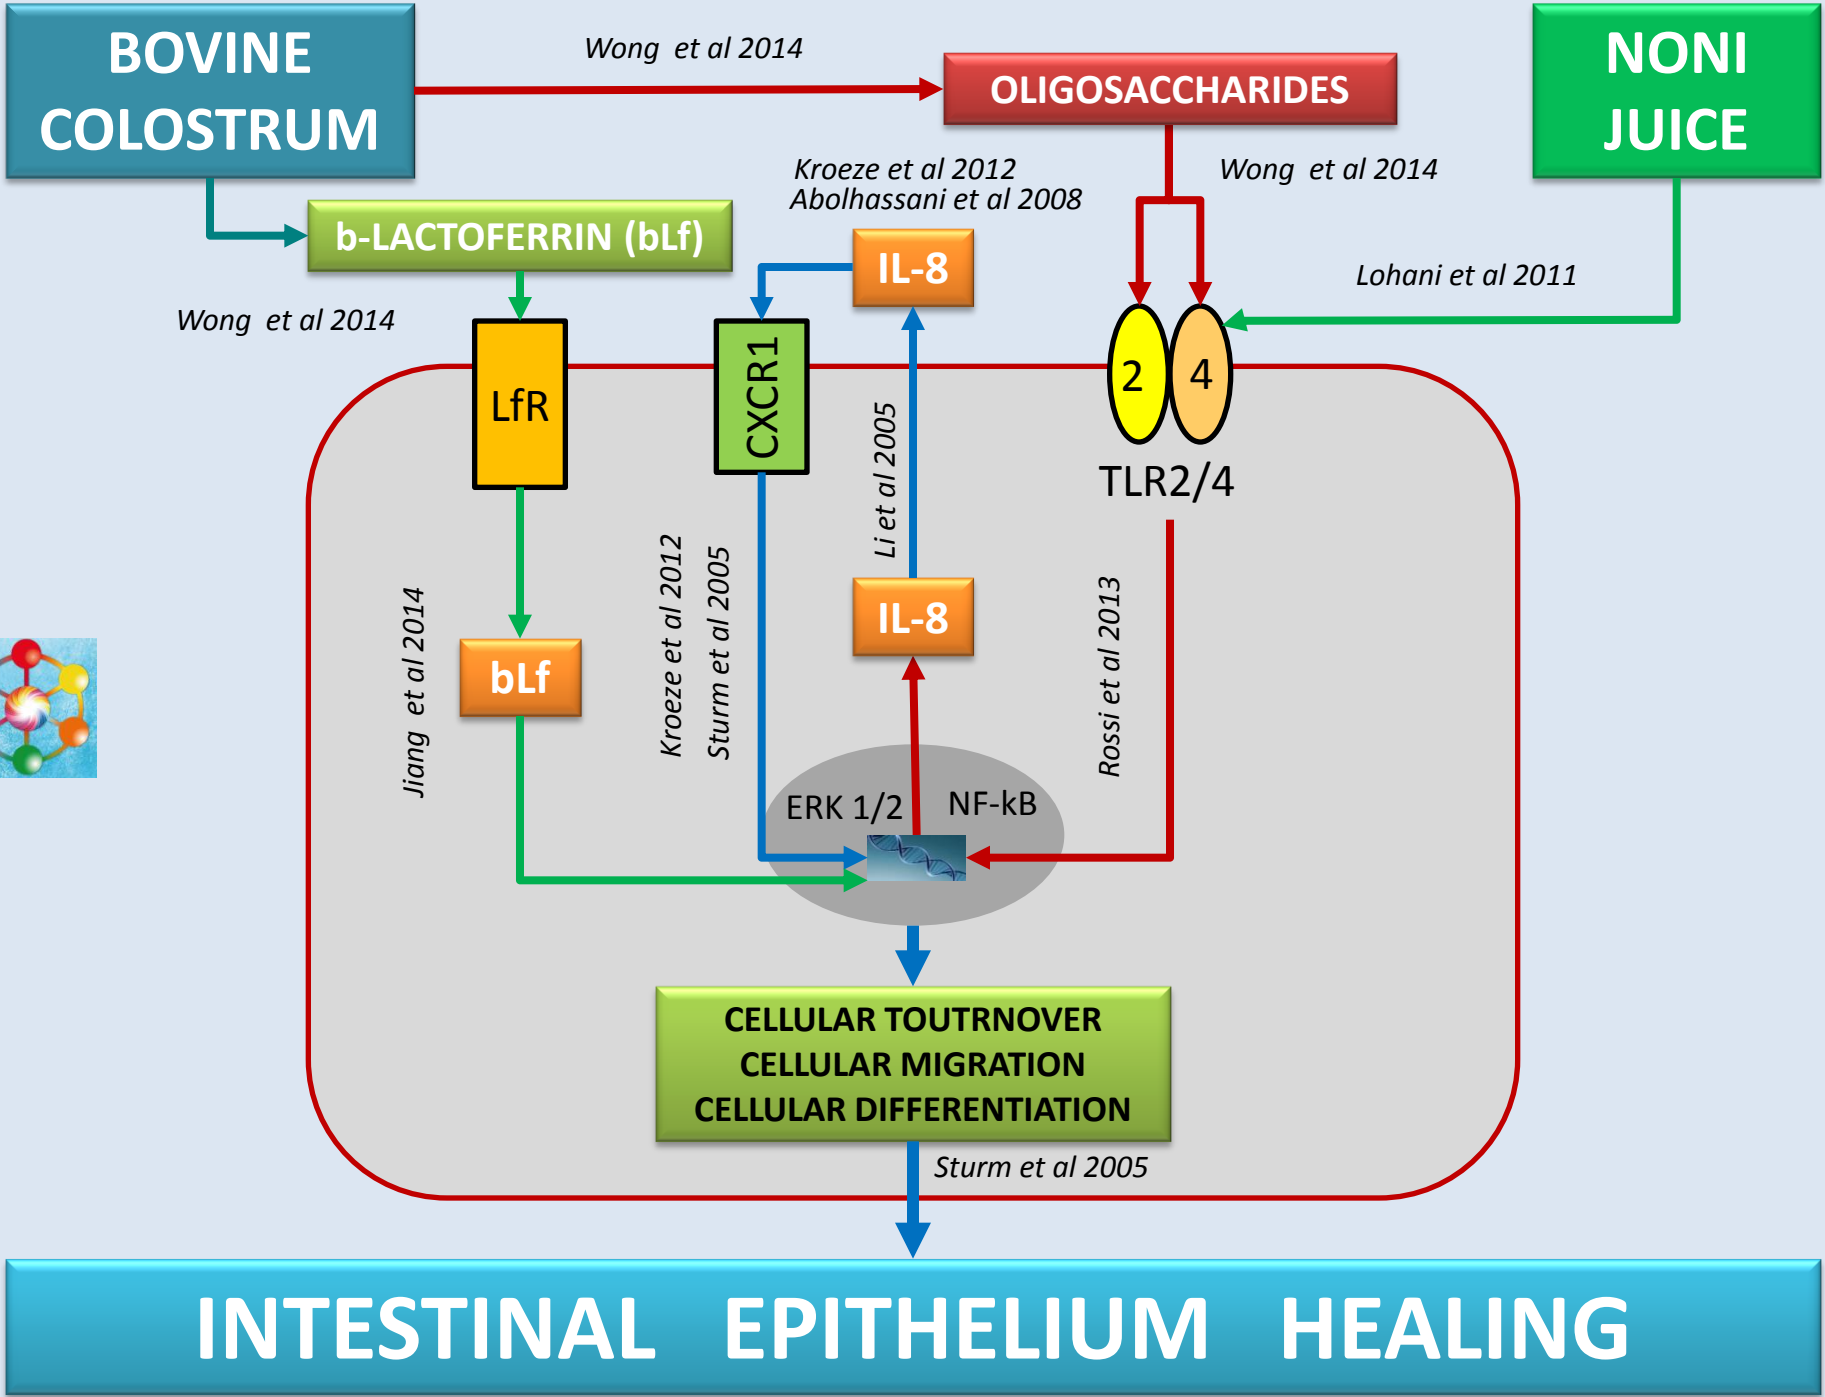 BOVINE
COLOSTRUM
Wong et al 2014
OLIGOSACCHARIDES
NONI
JUICE
Kroeze et al 2012
Abolhassani et al 2008
Wong et al 2014
b-LACTOFERRIN (bLf)
IL-8
Lohani et al 2011
Wong et al 2014
LfR
CXCR1
2
4
TLR2/4
Li et al 2005
Jiang et al 2014
Kroeze et al 2012
Sturm et al 2005
IL-8
Rossi et al 2013
bLf
ERK 1/2
NF-kB
CELLULAR TOUTRNOVER
CELLULAR MIGRATION
CELLULAR DIFFERENTIATION
Sturm et al 2005
INTESTINAL EPITHELIUM HEALING